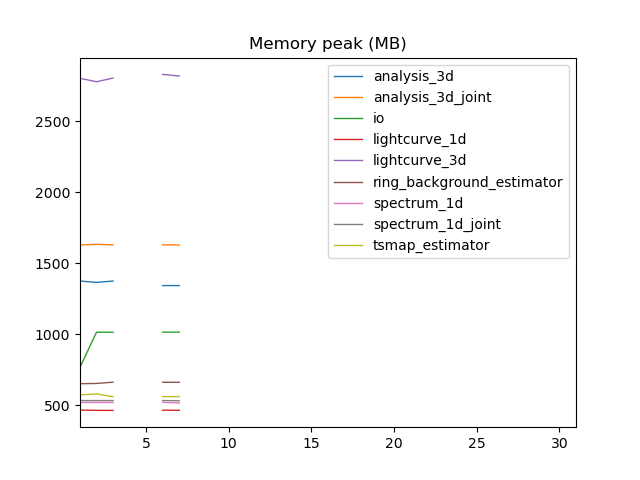 Memory peak (MB)
analysis_3d
analysis_3d_joint
io
lightcurve_1d
lightcurve_3d
ring_background_estimator
spectrum_1d
spectrum_1d_joint
tsmap_estimator
2500
2000
1500
1000
500
5 10 15 20 25 30